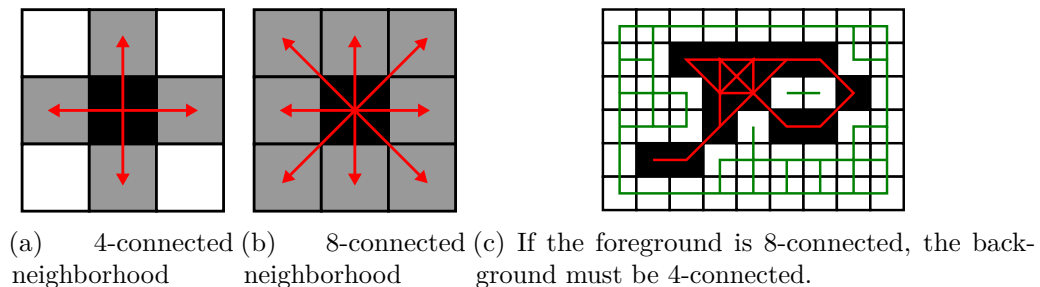 (a) 4-connected
neighborhood
(b) 8-connected
neighborhood
(c) If the foreground is 8-connected, the back-
ground must be 4-connected.